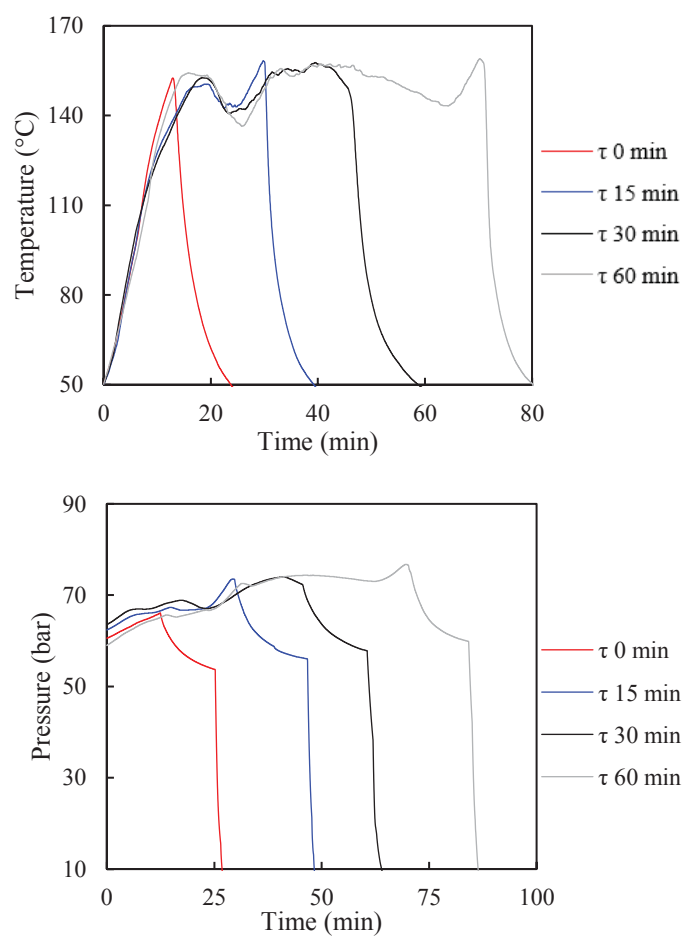 170
140
110
80
50
Temperature (°C)
0
20
40
60
80
Time (min)
τ 0 min
τ 15 min
τ 30 min
τ 60 min
90
70
50
30
10
Pressure (bar)
0
25
50
75
100
Time (min)
τ 0 min
τ 15 min
τ 30 min
τ 60 min